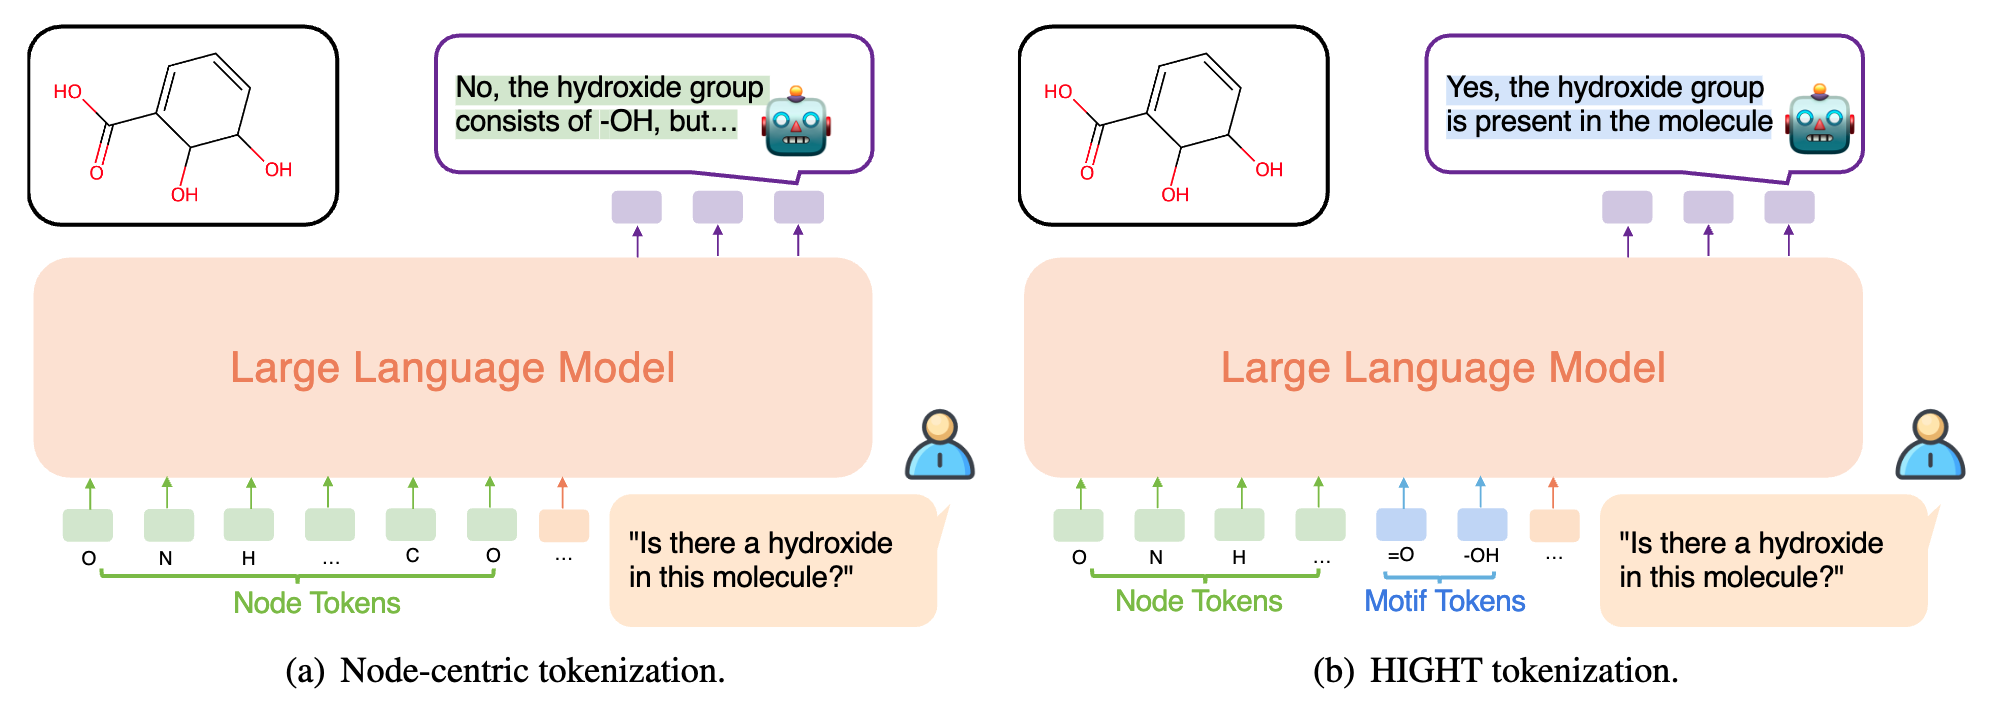 HO
O
OH
OH
No, the hydroxide group
consists of -OH, but...
Large Language Model
O N H ... C O ...
Node Tokens
"Is there a hydroxide
in this molecule?"
(a) Node-centric tokenization.
HO
O
OH
OH
Yes, the hydroxide group
is present in the molecule
Large Language Model
O N H ... =O -OH ...
Node Tokens Motif Tokens
"Is there a hydroxide
in this molecule?"
(b) HIGHT tokenization.